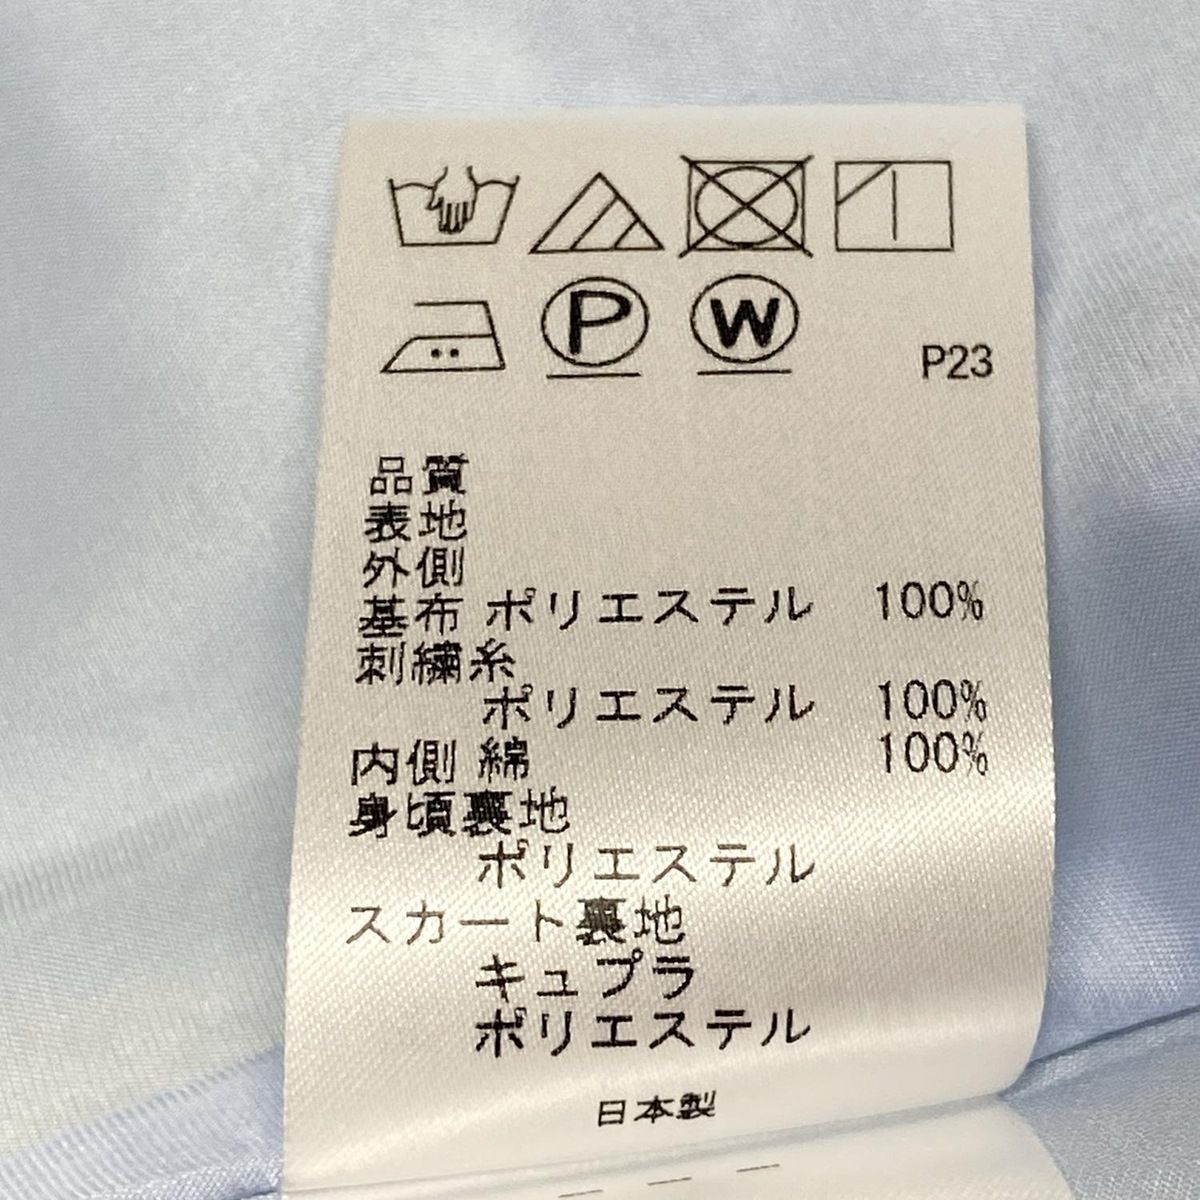 P W P23
品質
表地
外側
基布 ポリエステル 100%
刺繍糸
ポリエステル 100%
内側 綿 100%
身頃裏地
ポリエステル
スカート裏地
キュプラ
ポリエステル
日本製